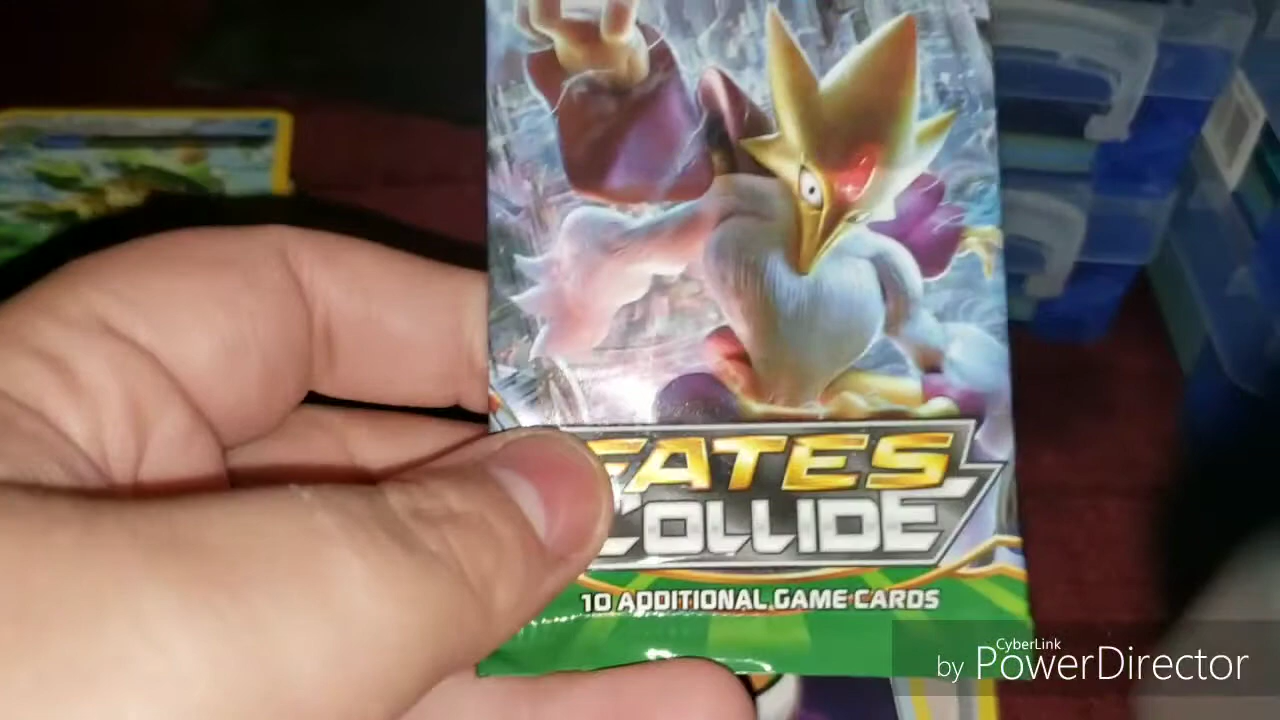 FATES
COLLIDE
10 ADDITIONAL GAME CARDS
CyberLink
by PowerDirector